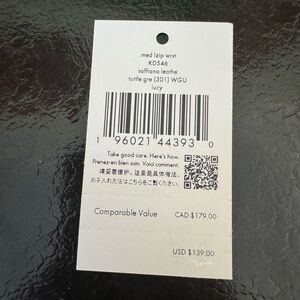 med lzip wrst
KD546
saffiano leathe
turtle gre (301) WGU
lucy
1 96021 44393 0
Take good care. Here's how.
Prenez-en bien soin. Voici comment.
请妥善维护。这里是具体做法。
お手入れ方法はこちらをご覧ください。
Comparable Value
CAD $179.00
USD $139.00